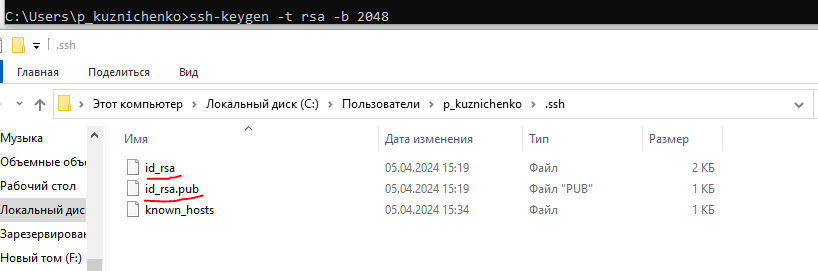 C:\Users\p_kuznichenko>ssh-keygen -t rsa -b 2048
.ssh
Главная Поделиться Вид
Этот компьютер > Локальный диск (C:) > Пользователи > p_kuznichenko > .ssh
Имя Дата изменения Тип Размер
Музыка
Объемные объе
Рабочий стол
Локальный диск
Зарезервирован
Новый том (F:)
id_rsa 05.04.2024 15:19 Файл 2 КБ
id_rsa.pub 05.04.2024 15:19 Файл "PUB" 1 КБ
known_hosts 05.04.2024 15:34 Файл 1 КБ